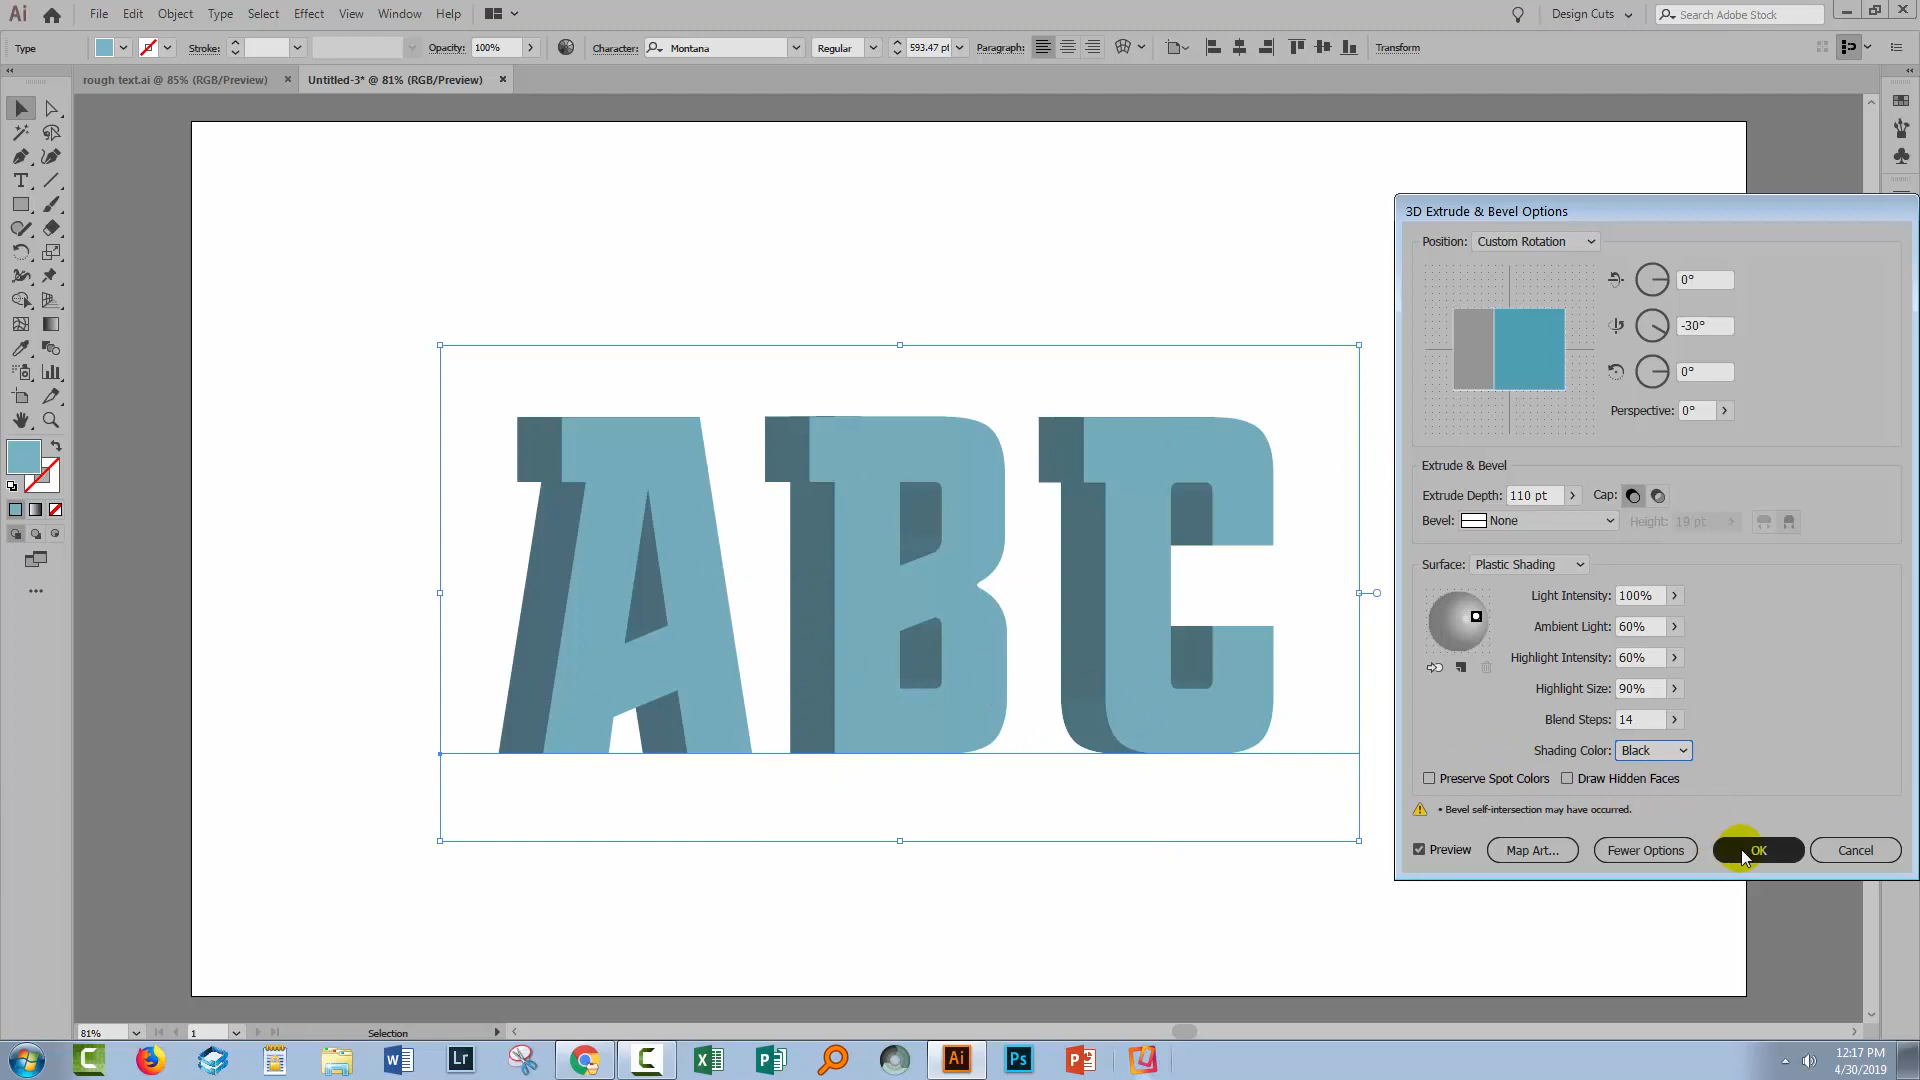 Ai File Edit Object Type Select Effect View Window Help Design Cuts Search Adobe Stock
Type Stroke: Opacity: 100% Character: Montana Regular 593.47 pt Paragraph: Transform
rough text.ai @ 85% (RGB/Preview) × Untitled-3* @ 81% (RGB/Preview) ×
3D Extrude & Bevel Options
Position: Custom Rotation
0°
-30°
0°
Perspective: 0°
Extrude & Bevel
Extrude Depth: 110 pt Cap:
Bevel: None Height: 19 pt
Surface: Plastic Shading
Light Intensity: 100%
Ambient Light: 60%
Highlight Intensity: 60%
Highlight Size: 90%
Blend Steps: 14
Shading Color: Black
Preserve Spot Colors Draw Hidden Faces
• Bevel self-intersection may have occurred.
Preview Map Art... Fewer Options OK Cancel
ABC
81% 1 Selection
C W Lr C X P Ai Ps P
12:17 PM
4/30/2019